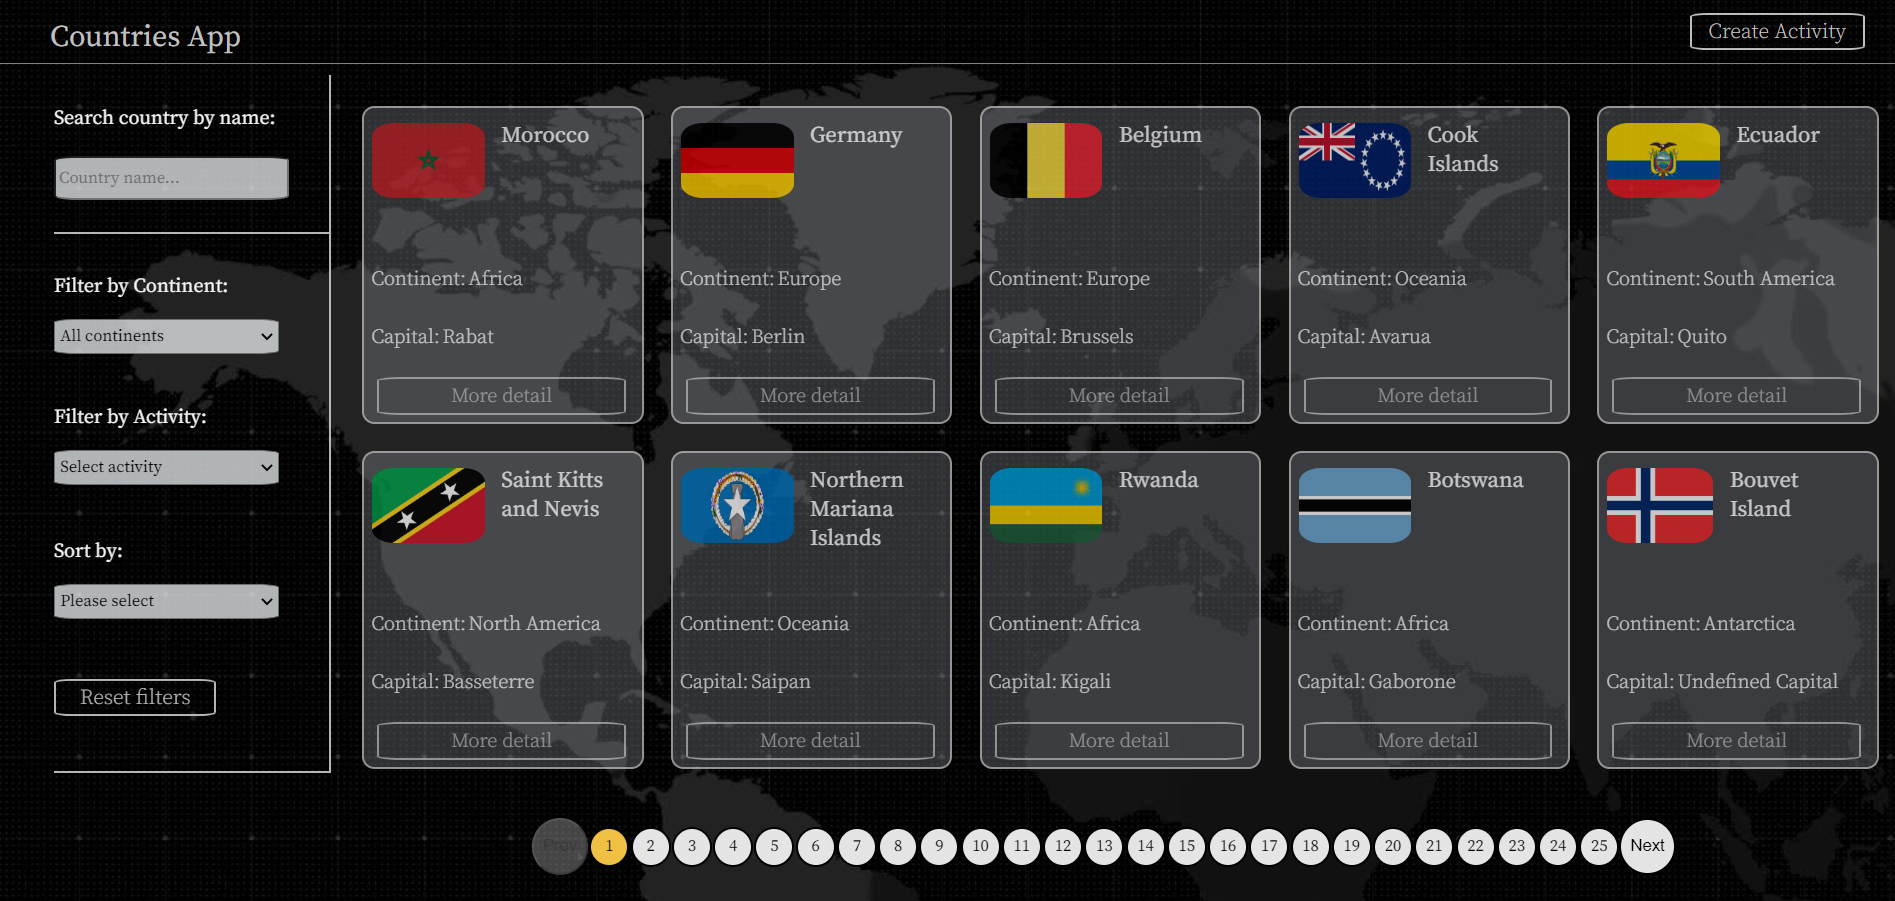 Countries App
Create Activity
Search country by name:
Country name...
Filter by Continent:
All continents
Filter by Activity:
Select activity
Sort by:
Please select
Reset filters
Morocco
Continent: Africa
Capital: Rabat
More detail
Germany
Continent: Europe
Capital: Berlin
More detail
Belgium
Continent: Europe
Capital: Brussels
More detail
Cook
Islands
Continent: Oceania
Capital: Avarua
More detail
Ecuador
Continent: South America
Capital: Quito
More detail
Saint Kitts
and Nevis
Continent: North America
Capital: Basseterre
More detail
Northern
Mariana
Islands
Continent: Oceania
Capital: Saipan
More detail
Rwanda
Continent: Africa
Capital: Kigali
More detail
Botswana
Continent: Africa
Capital: Gaborone
More detail
Bouvet
Island
Continent: Antarctica
Capital: Undefined Capital
More detail
Prev 1 2 3 4 5 6 7 8 9 10 11 12 13 14 15 16 17 18 19 20 21 22 23 24 25 Next